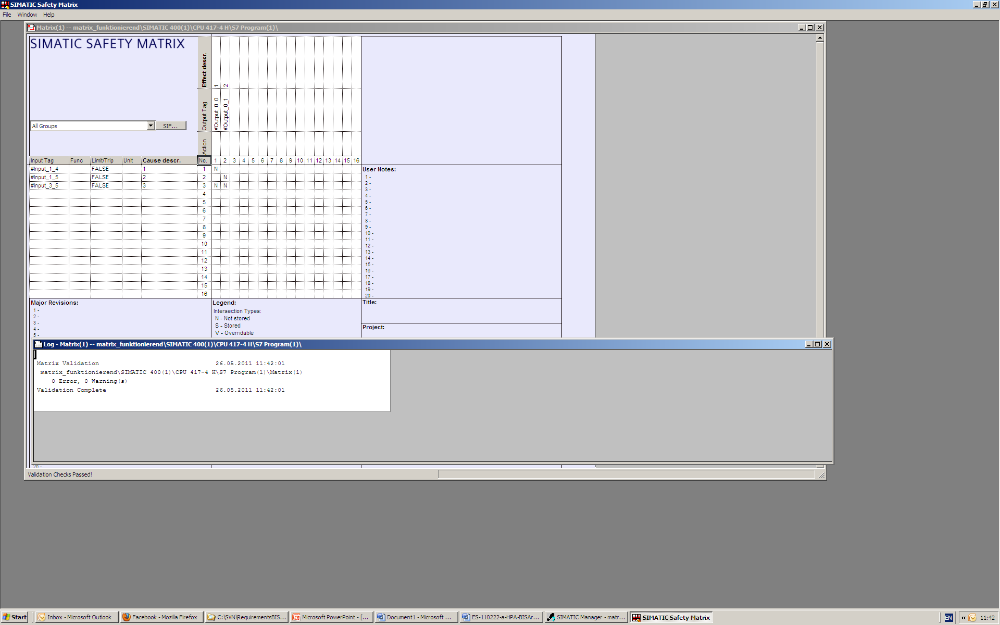 SIMATIC Safety Matrix
File Window Help
Matrix(1) -- matrix_funktionierend\SIMATIC 400(1)\CPU 417-4 H\S7 Program(1)\
SIMATIC SAFETY MATRIX
Effect descr. 1 2
Output Tag #Output_0_0 #Output_0_1
Action
All Groups SIF...
Input Tag Func Limit/Trip Unit Cause descr. No. 1 2 3 4 5 6 7 8 9 10 11 12 13 14 15 16
#Input_1_4 FALSE 1 1 N
#Input_1_5 FALSE 2 2 N
#Input_3_5 FALSE 3 3 N N
4
5
6
7
8
9
10
11
12
13
14
15
16
User Notes:
1 -
2 -
3 -
4 -
5 -
6 -
7 -
8 -
9 -
10 -
11 -
12 -
13 -
14 -
15 -
16 -
17 -
18 -
19 -
20 -
Major Revisions:
1 -
2 -
3 -
4 -
5 -
Legend:
Intersection Types:
N - Not stored
S - Stored
V - Overridable
Title:
Project:
Log - Matrix(1) -- matrix_funktionierend\SIMATIC 400(1)\CPU 417-4 H\S7 Program(1)\
Matrix Validation 26.05.2011 11:42:01
matrix_funktionierend\SIMATIC 400(1)\CPU 417-4 H\S7 Program(1)\Matrix(1)
0 Error, 0 Warning(s)
Validation Complete 26.05.2011 11:42:01
Validation Checks Passed!
Start Inbox - Microsoft Outlook Facebook - Mozilla Firefox C:\SVN\RequirementsBIS... Microsoft PowerPoint - [... Document1 - Microsoft ... ES-110222-a-HPA-BISAr... SIMATIC Manager - matr... SIMATIC Safety Matrix EN « 11:42